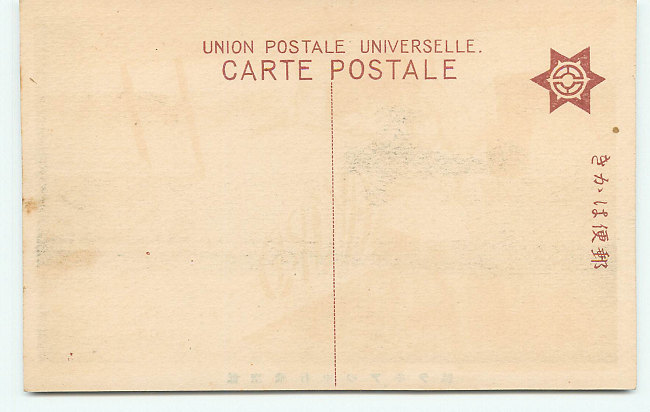 UNION POSTALE UNIVERSELLE.
CARTE POSTALE
郵便はがき